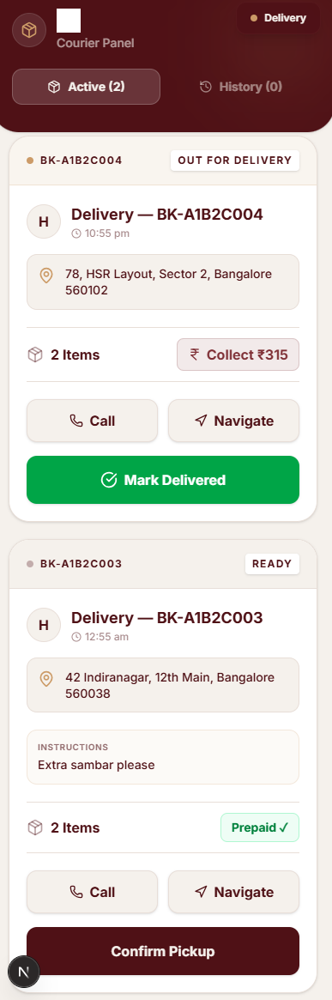 Delivery
Courier Panel
Active (2)
History (0)
BK-A1B2C004
OUT FOR DELIVERY
H
Delivery — BK-A1B2C004
10:55 pm
78, HSR Layout, Sector 2, Bangalore
560102
2 Items
₹ Collect ₹315
Call
Navigate
Mark Delivered
BK-A1B2C003
READY
H
Delivery — BK-A1B2C003
12:55 am
42 Indiranagar, 12th Main, Bangalore
560038
INSTRUCTIONS
Extra sambar please
2 Items
Prepaid ✓
Call
Navigate
Confirm Pickup
N